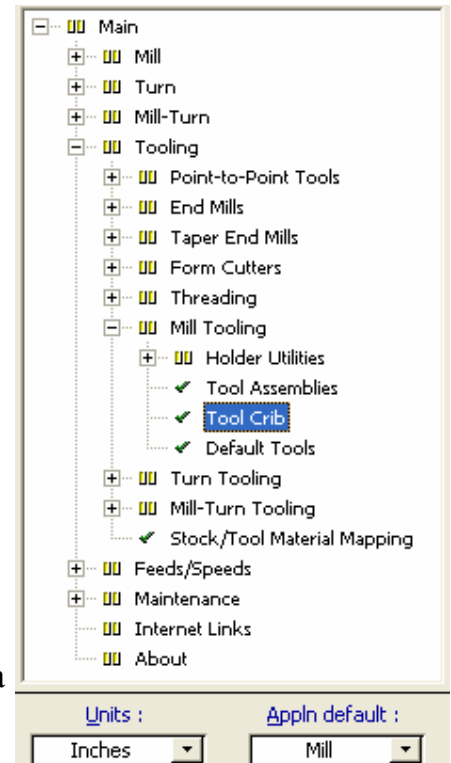 Main
Mill
Turn
Mill-Turn
Tooling
Point-to-Point Tools
End Mills
Taper End Mills
Form Cutters
Threading
Mill Tooling
Holder Utilities
Tool Assemblies
Tool Crib
Default Tools
Turn Tooling
Mill-Turn Tooling
Stock/Tool Material Mapping
Feeds/Speeds
Maintenance
Internet Links
About
Units : Appln default :
Inches Mill